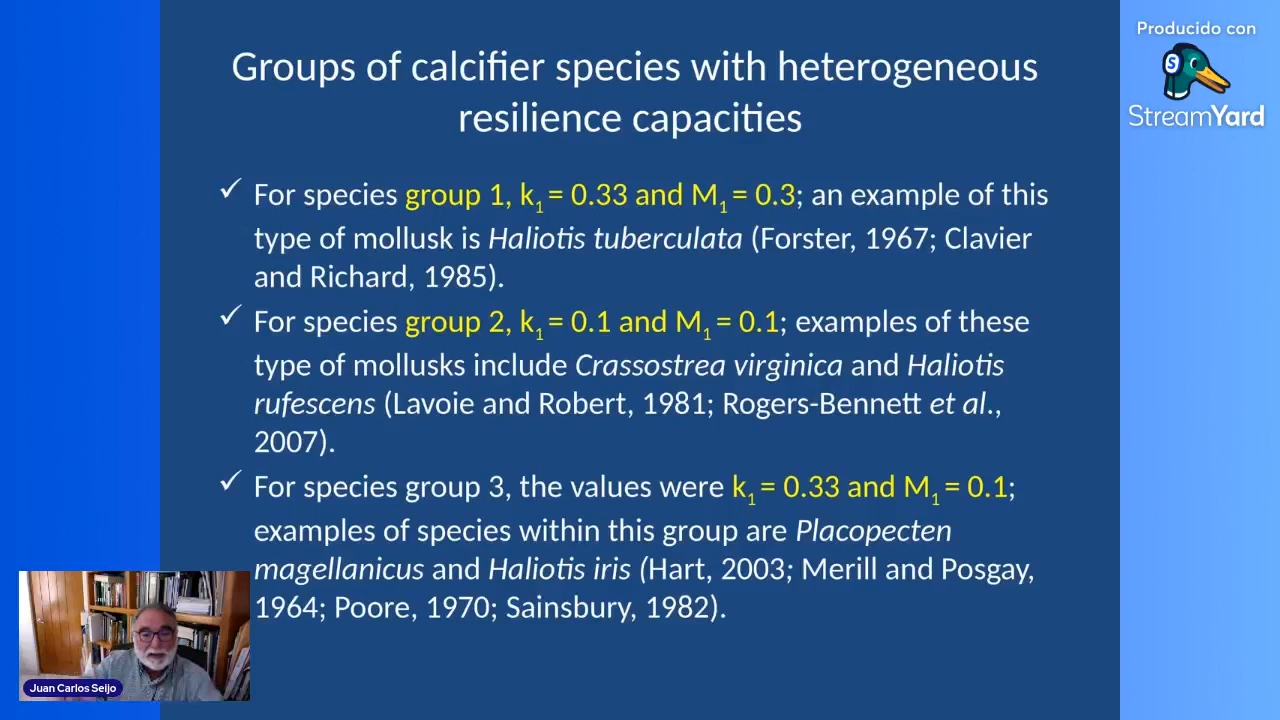 Producido con
StreamYard
Groups of calcifier species with heterogeneous
resilience capacities
✓ For species group 1, k₁ = 0.33 and M₁ = 0.3; an example of this
type of mollusk is Haliotis tuberculata (Forster, 1967; Clavier
and Richard, 1985).
✓ For species group 2, k₁ = 0.1 and M₁ = 0.1; examples of these
type of mollusks include Crassostrea virginica and Haliotis
rufescens (Lavoie and Robert, 1981; Rogers-Bennett et al.,
2007).
✓ For species group 3, the values were k₁ = 0.33 and M₁ = 0.1;
examples of species within this group are Placopecten
magellanicus and Haliotis iris (Hart, 2003; Merill and Posgay,
1964; Poore, 1970; Sainsbury, 1982).
Juan Carlos Seijo